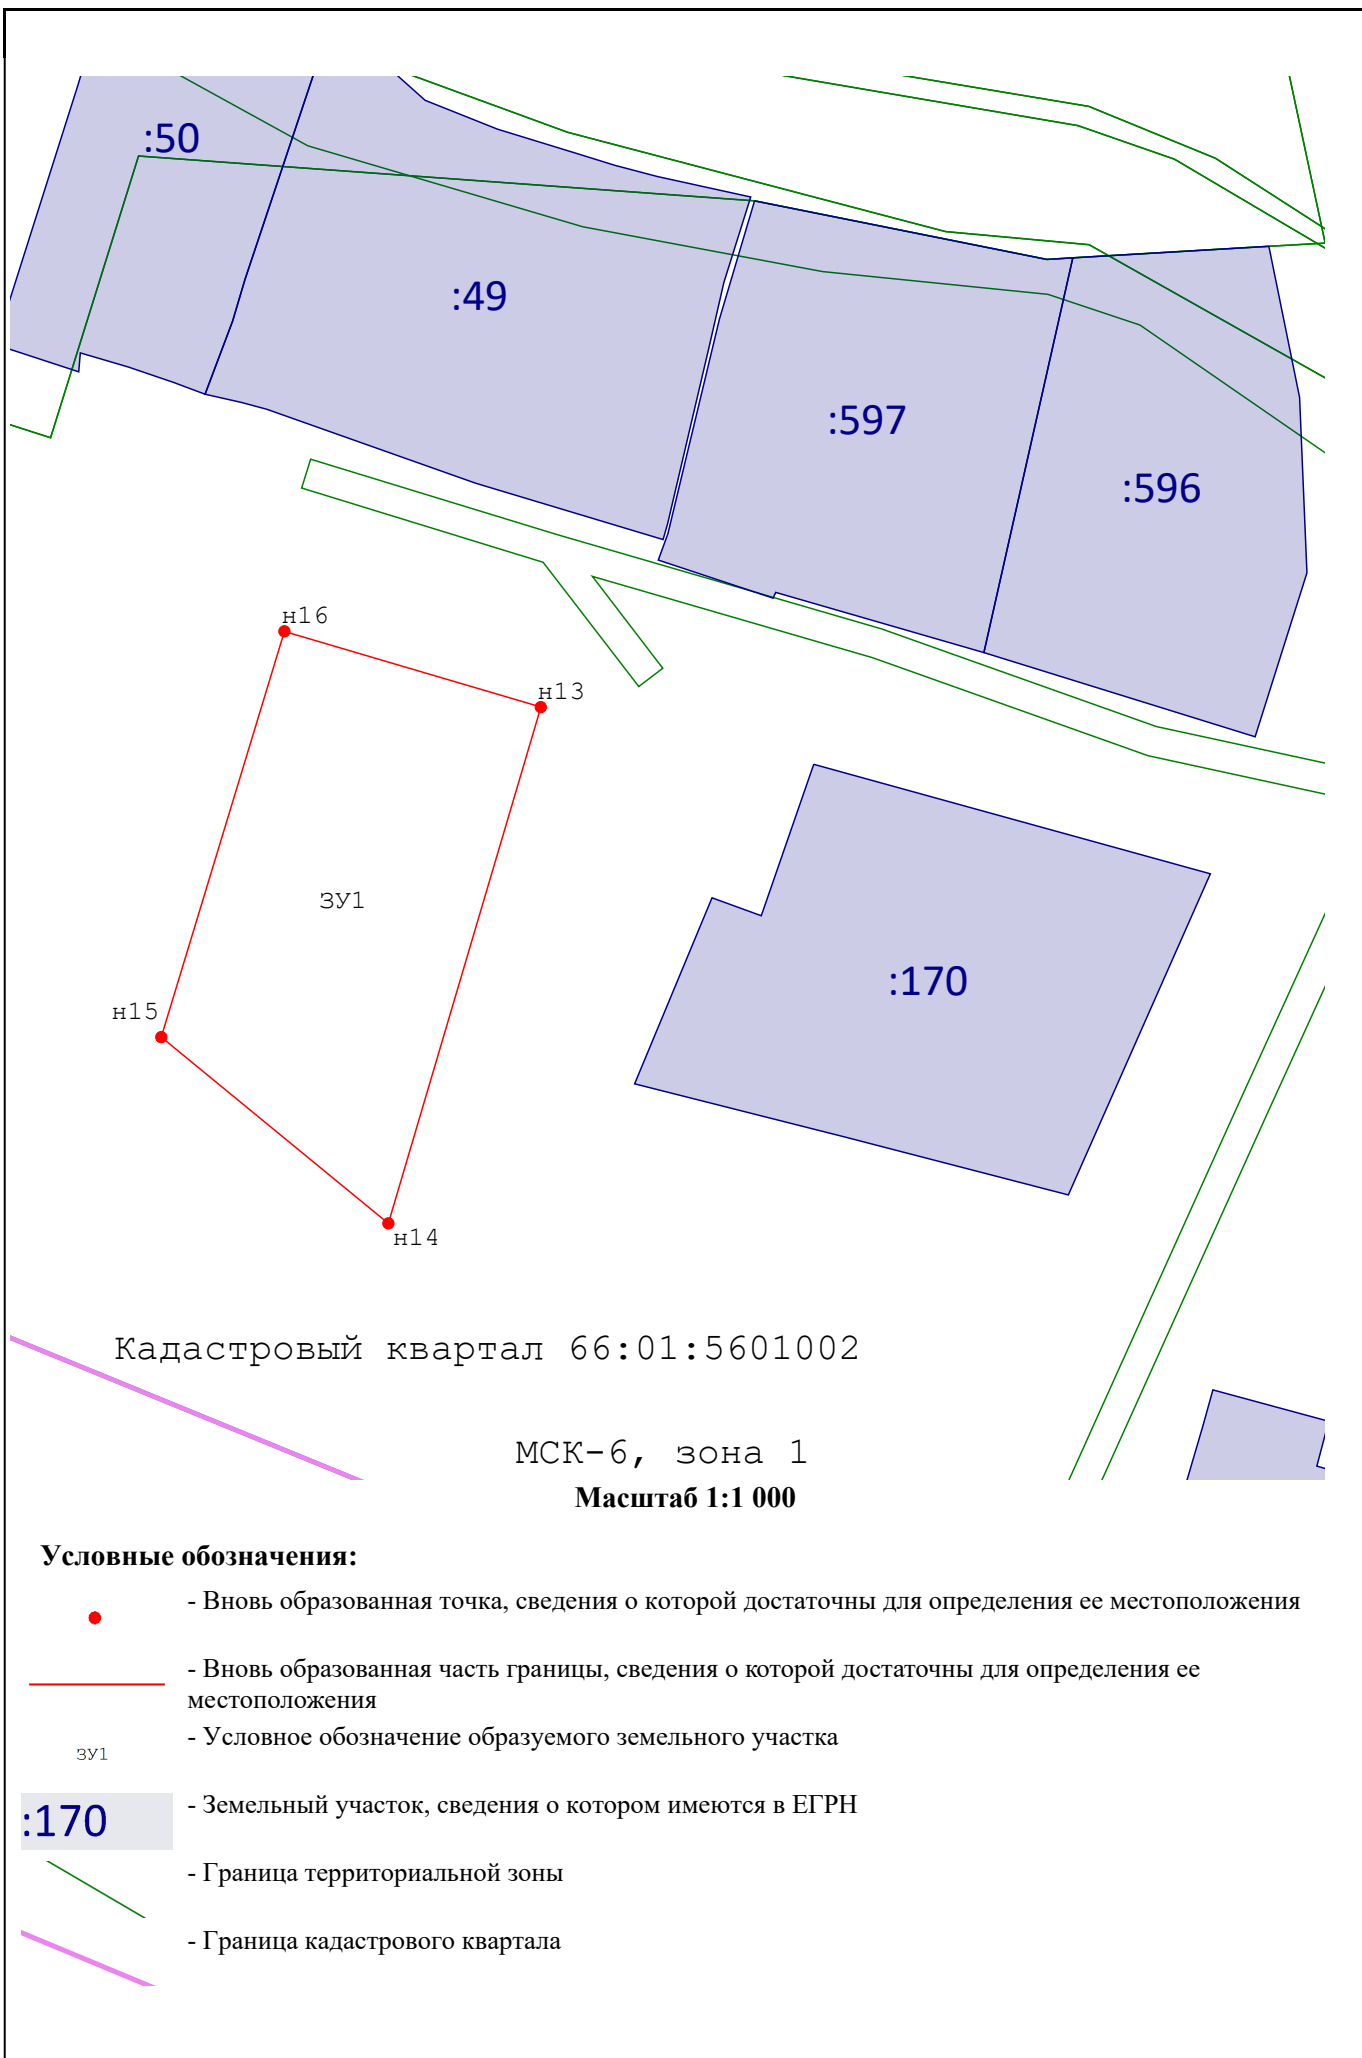 :50
:49
:597
:596
н16
н13
ЗУ1
:170
н15
н14
Кадастровый квартал 66:01:5601002
МСК-6, зона 1
Масштаб 1:1 000
Условные обозначения:
- Вновь образованная точка, сведения о которой достаточны для определения ее местоположения
- Вновь образованная часть границы, сведения о которой достаточны для определения ее
местоположения
ЗУ1 - Условное обозначение образуемого земельного участка
:170 - Земельный участок, сведения о котором имеются в ЕГРН
- Граница территориальной зоны
- Граница кадастрового квартала